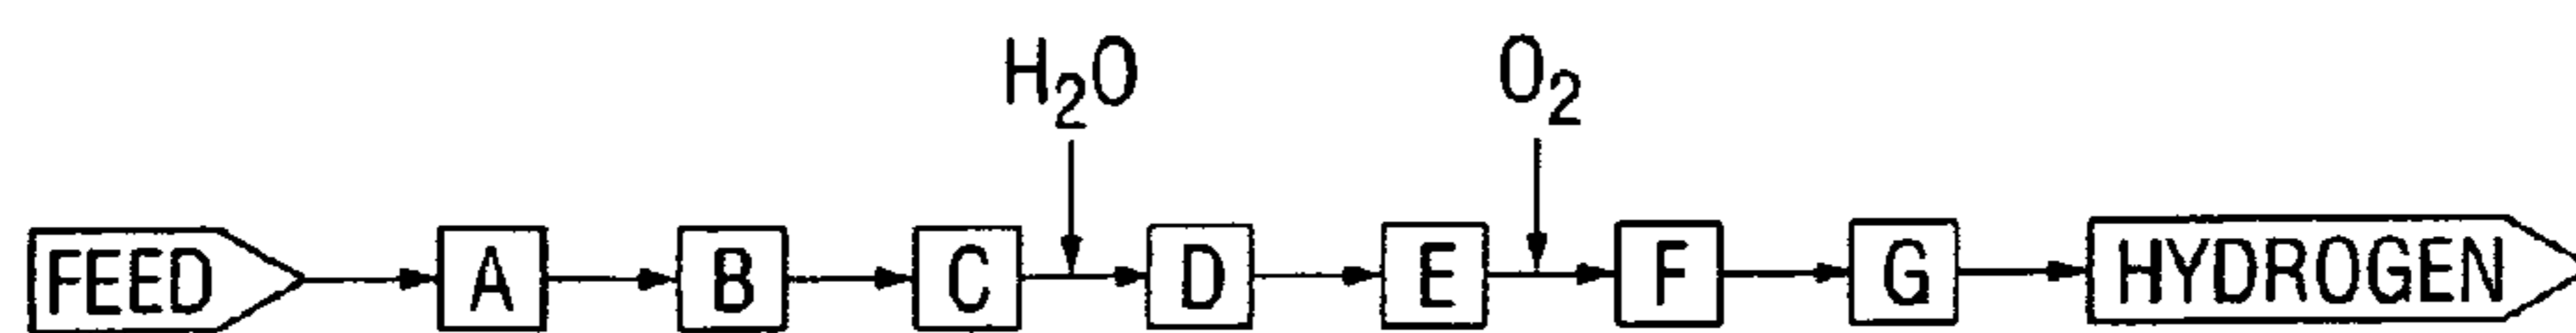 H₂O O₂
FEED A B C D E F G HYDROGEN